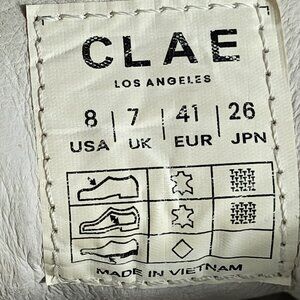 CLAE
LOS ANGELES
8 | 7 | 41 | 26
USA UK EUR JPN
MADE IN VIETNAM